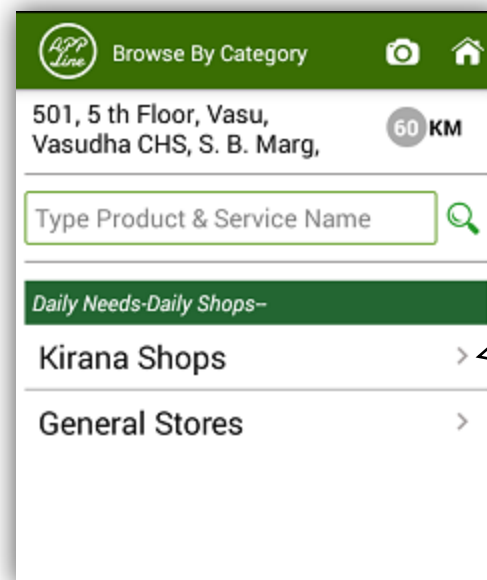 APP
Line
Browse By Category
501, 5 th Floor, Vasu,
Vasudha CHS, S. B. Marg,
60 KM
Type Product & Service Name
Daily Needs-Daily Shops--
Kirana Shops
General Stores